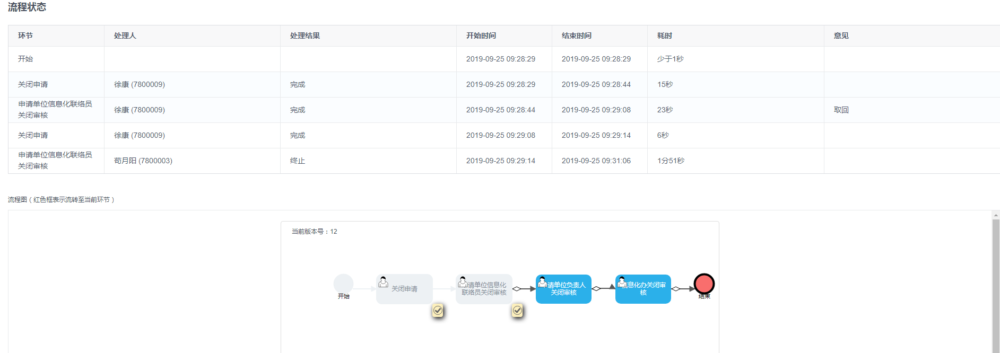 流程状态
环节 处理人 处理结果 开始时间 结束时间 耗时 意见
开始 2019-09-25 09:28:29 2019-09-25 09:28:29 少于1秒
关闭申请 徐康 (7800009) 完成 2019-09-25 09:28:29 2019-09-25 09:28:44 15秒
申请单位信息化联络员
关闭审核 徐康 (7800009) 完成 2019-09-25 09:28:44 2019-09-25 09:29:08 23秒 取回
关闭申请 徐康 (7800009) 完成 2019-09-25 09:29:08 2019-09-25 09:29:14 6秒
申请单位信息化联络员
关闭审核 苟月阳 (7800003) 终止 2019-09-25 09:29:14 2019-09-25 09:31:06 1分51秒
流程图 ( 红色框表示流转至当前环节 )
当前版本号：12
开始
关闭申请
请单位信息化
联络员关闭审核
请单位负责人
关闭审核
息化办关闭审
核
结束